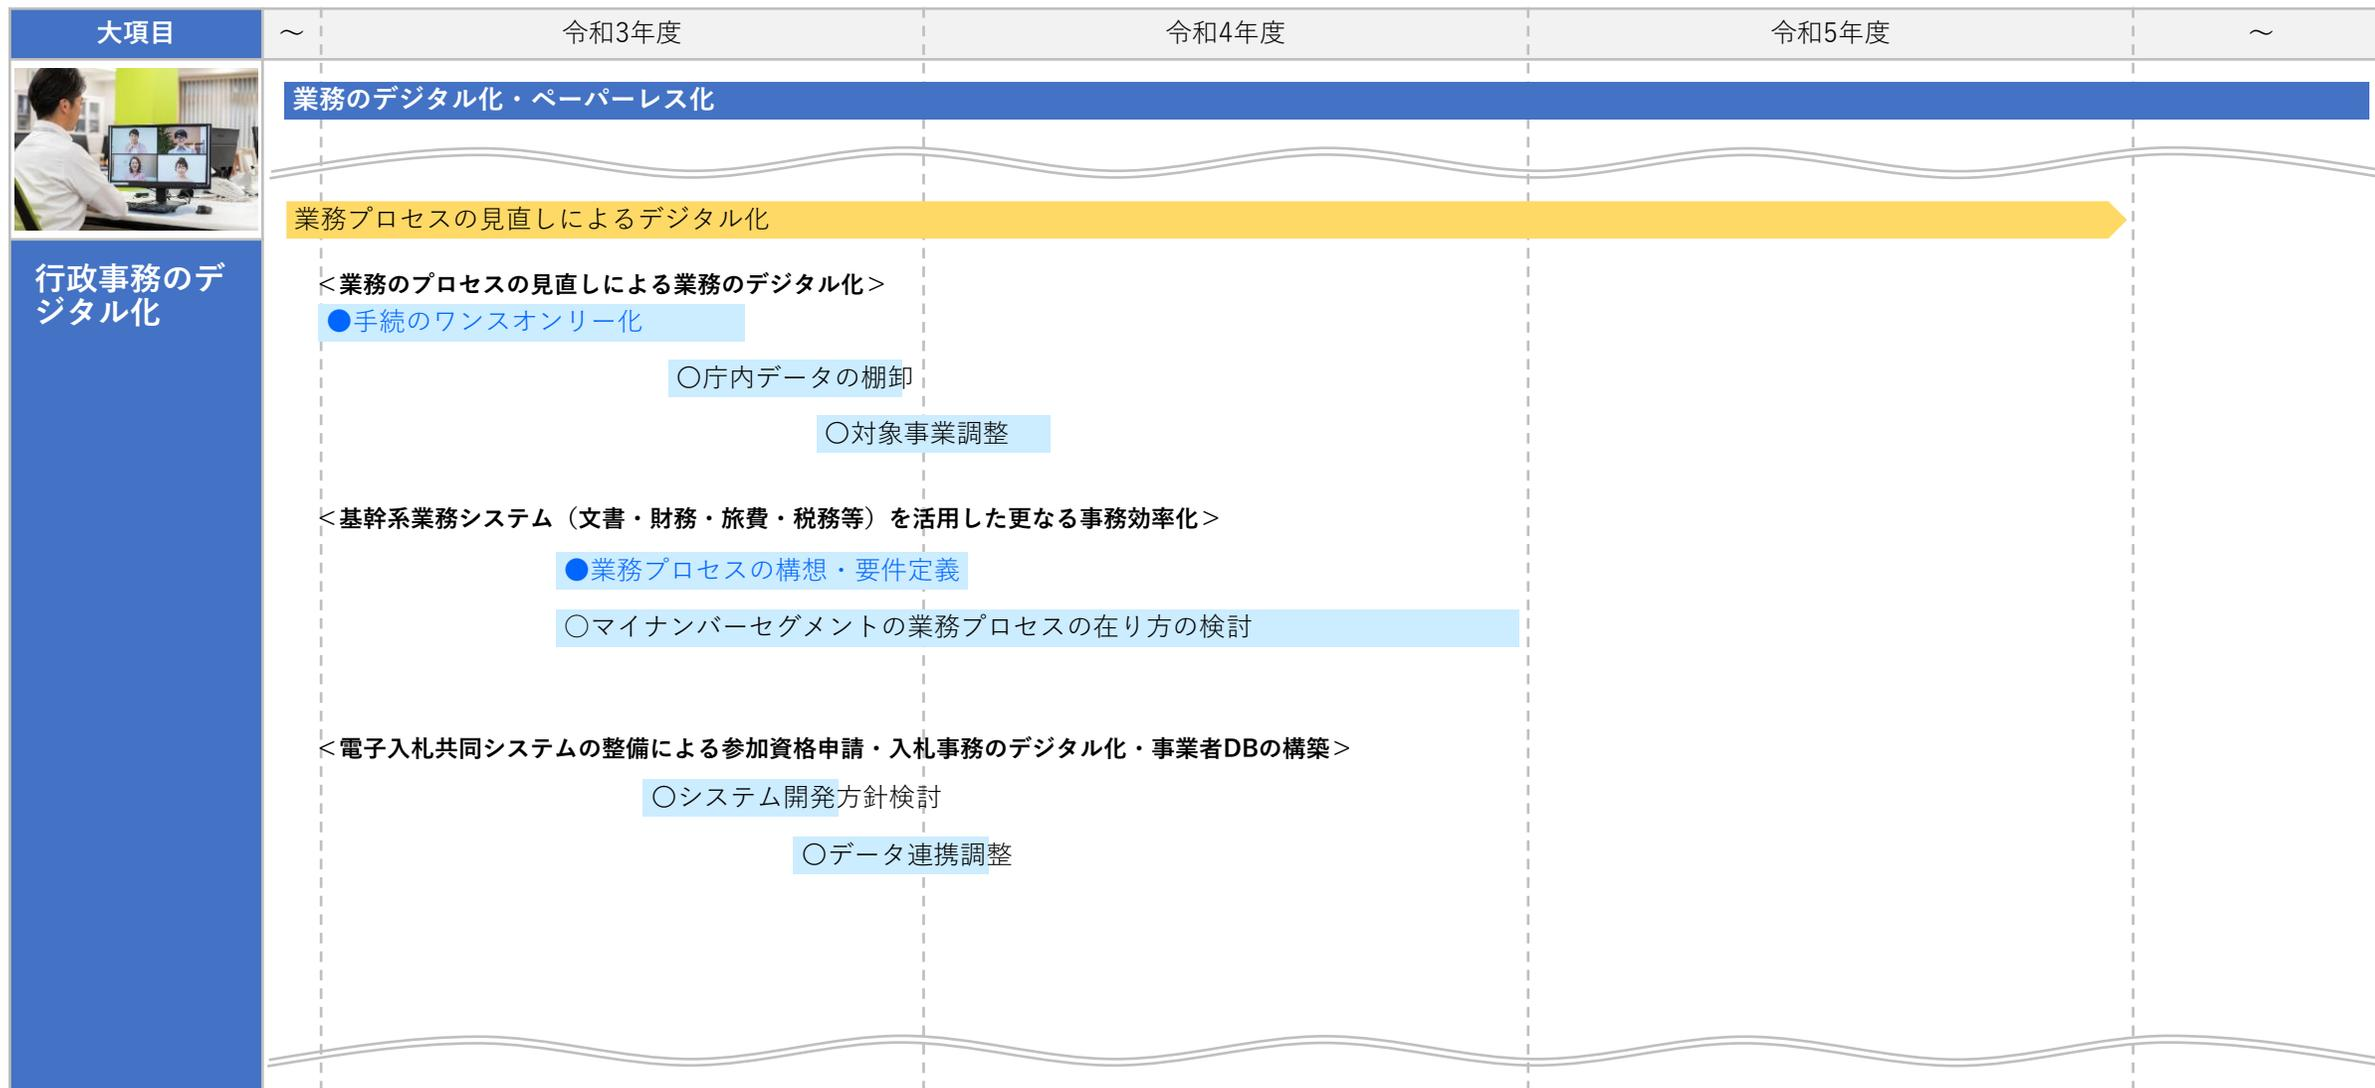 大項目
～
令和3年度
令和4年度
令和5年度
～
業務のデジタル化・ペーパーレス化
業務プロセスの見直しによるデジタル化
行政事務のデ
ジタル化
＜業務のプロセスの見直しによる業務のデジタル化＞
●手続のワンスオンリー化
〇庁内データの棚卸
〇対象事業調整
＜基幹系業務システム（文書・財務・旅費・税務等）を活用した更なる事務効率化＞
●業務プロセスの構想・要件定義
〇マイナンバーセグメントの業務プロセスの在り方の検討
＜電子入札共同システムの整備による参加資格申請・入札事務のデジタル化・事業者DBの構築＞
〇システム開発方針検討
〇データ連携調整